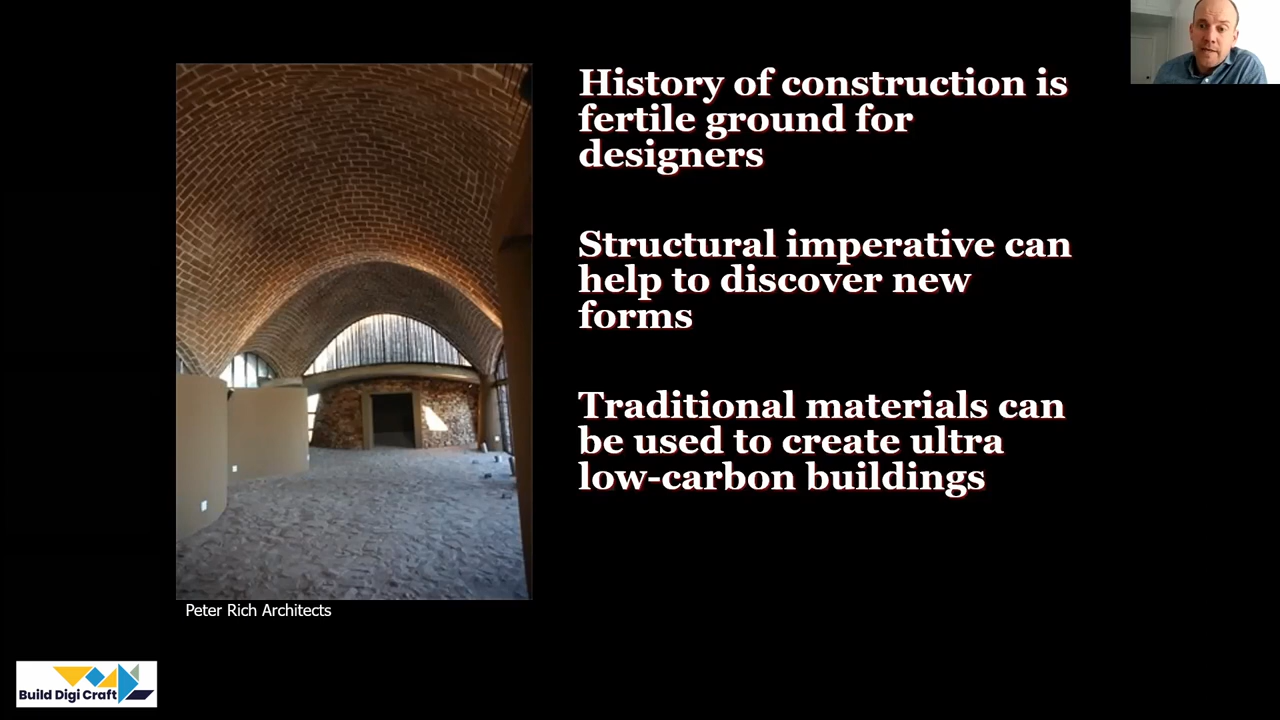 History of construction is
fertile ground for
designers
Structural imperative can
help to discover new
forms
Traditional materials can
be used to create ultra
low-carbon buildings
Peter Rich Architects
Build Digi Craft